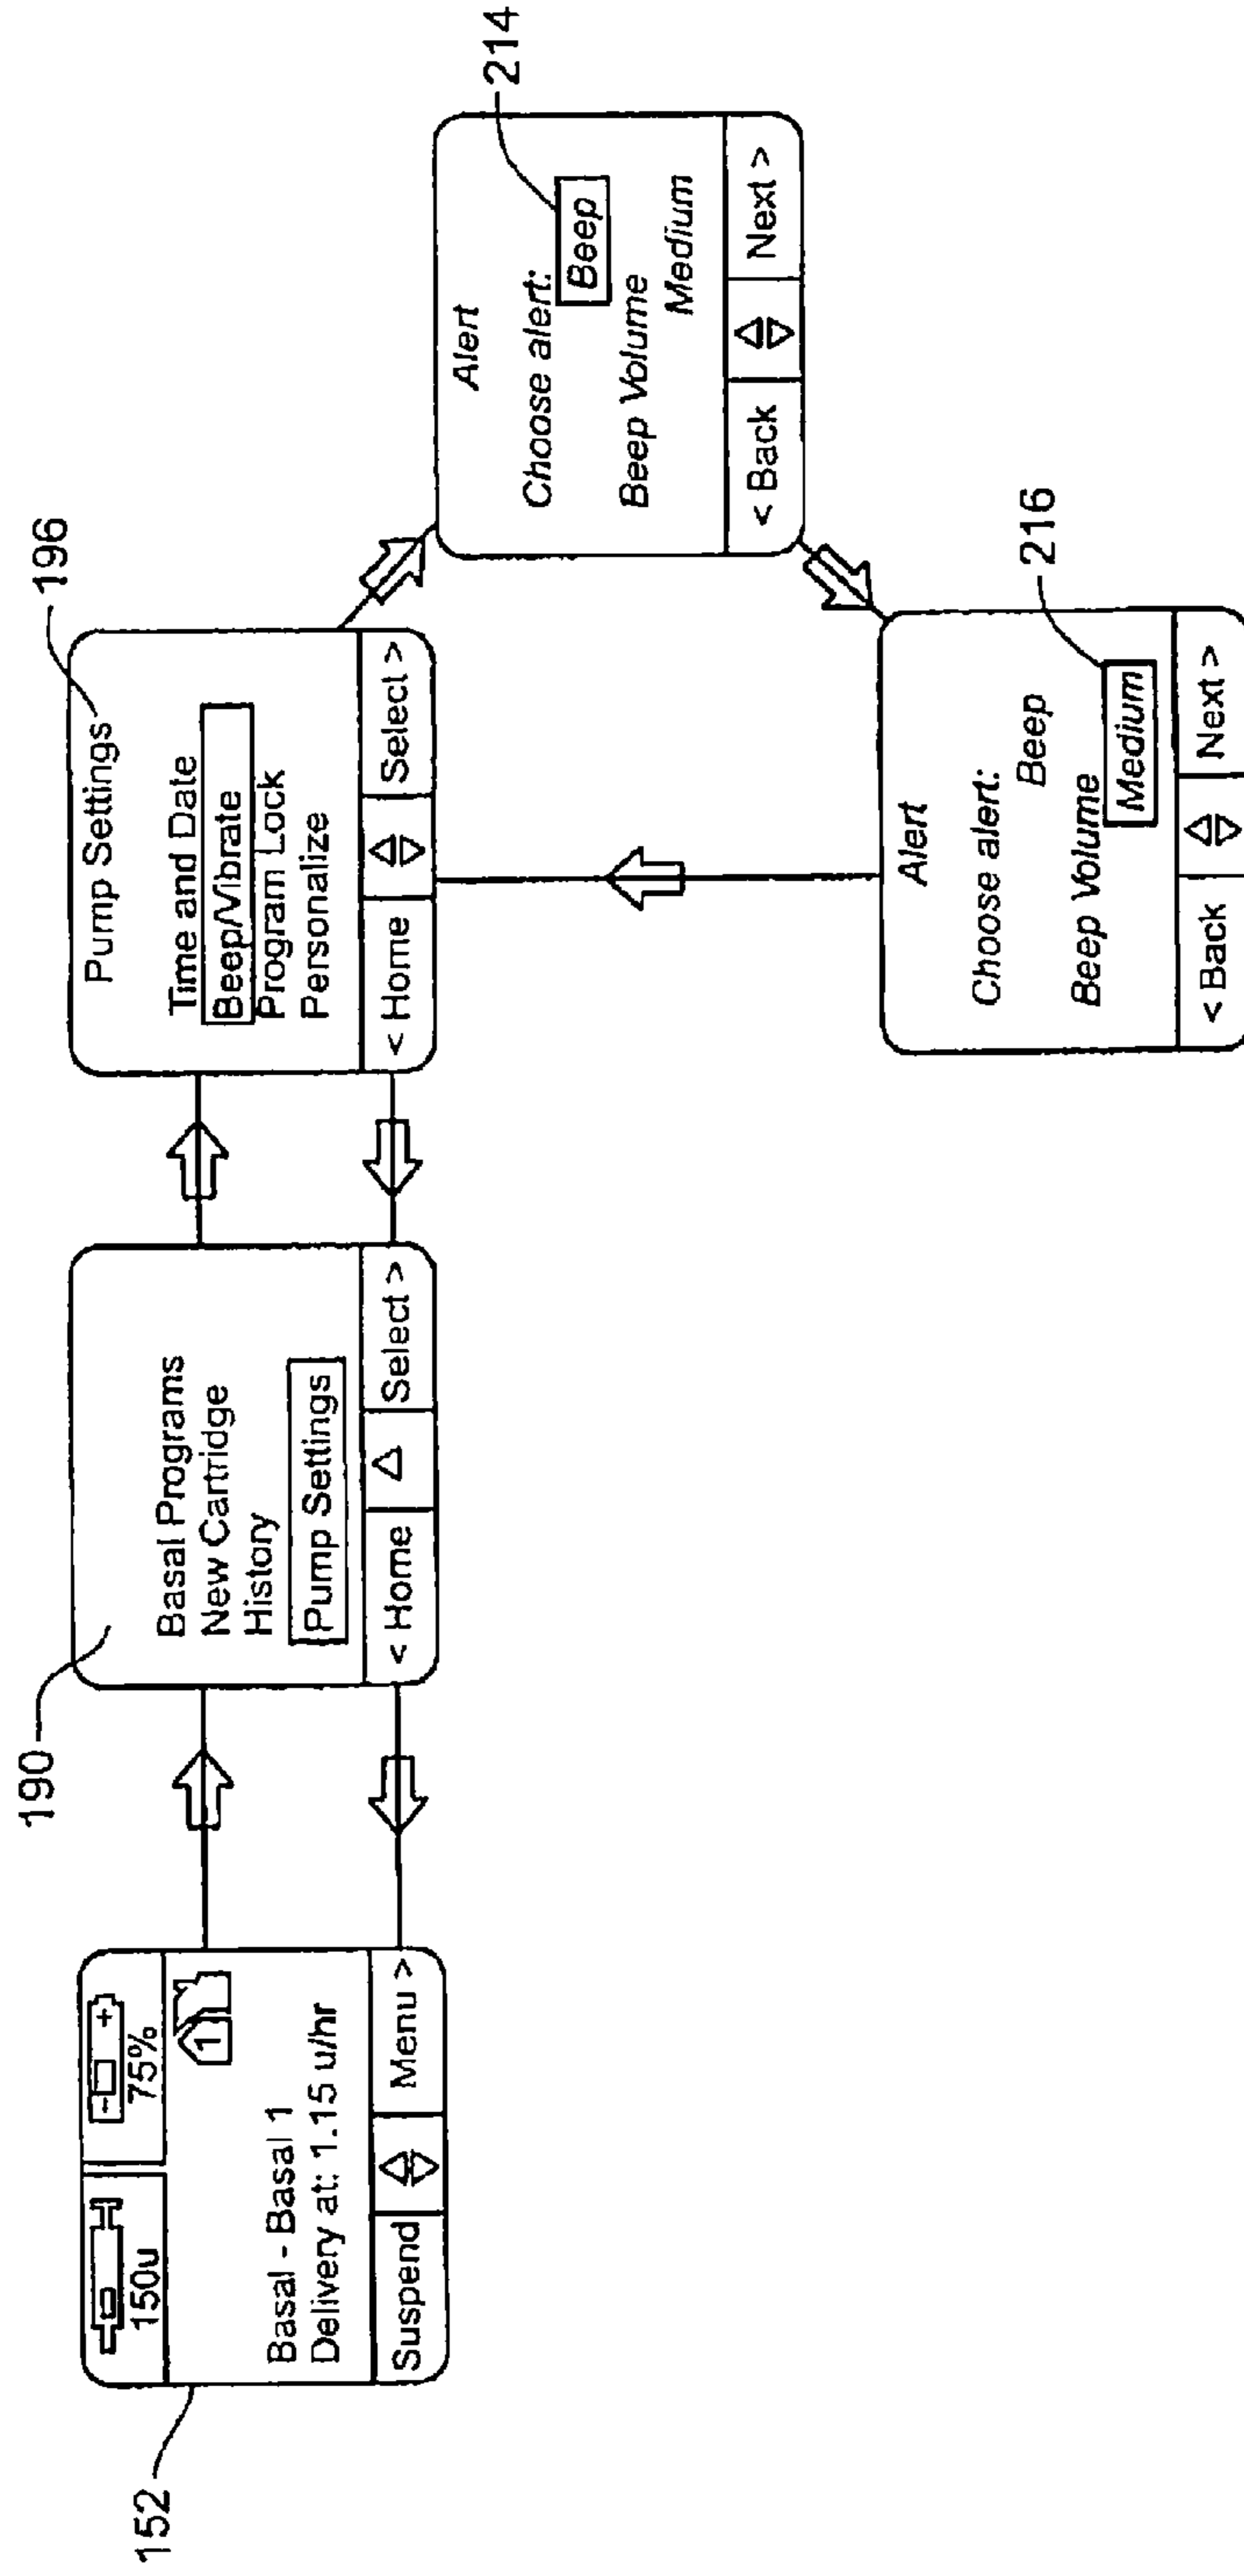 152
150u
75%
1
Basal - Basal 1
Delivery at: 1.15 u/hr
Suspend
Menu >
190
Basal Programs
New Cartridge
History
Pump Settings
< Home
Select >
196
Pump Settings
Time and Date
Beep/Vibrate
Program Lock
Personalize
< Home
Select >
214
Alert
Choose alert:
Beep
Beep Volume
Medium
< Back
Next >
216
Alert
Choose alert:
Beep
Beep Volume
Medium
< Back
Next >